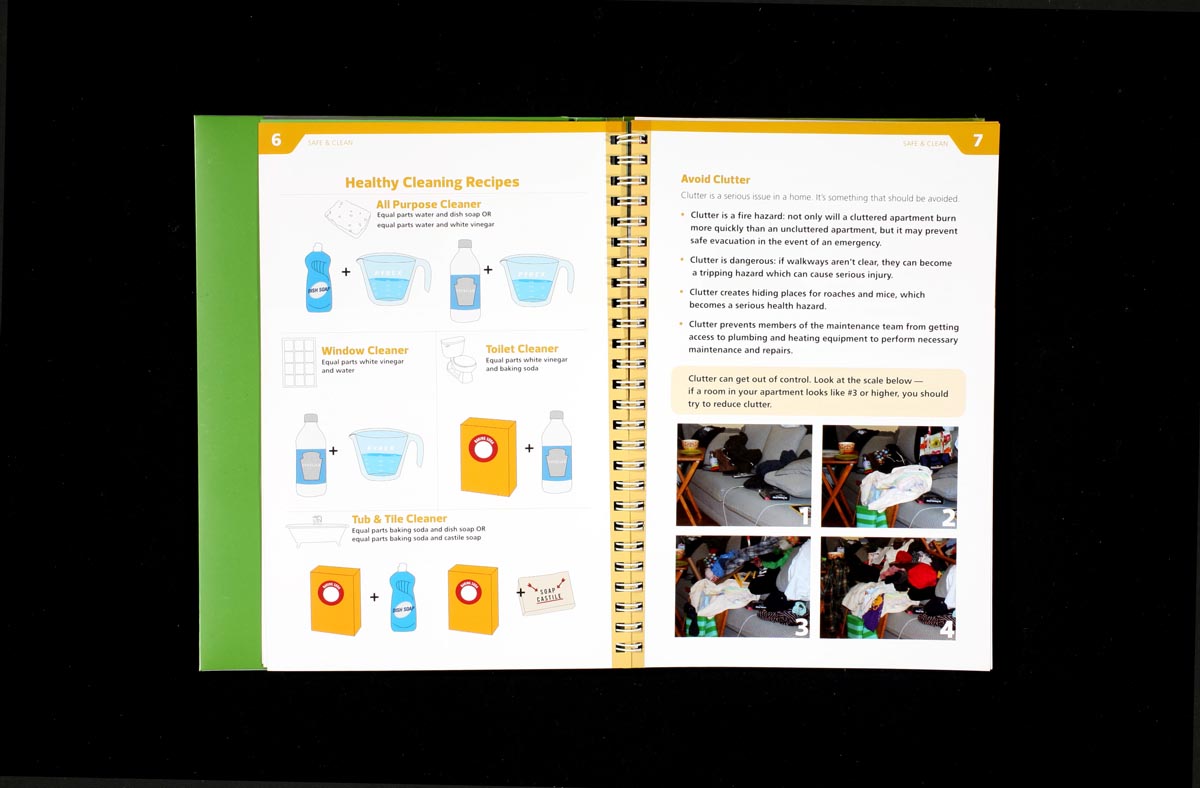 6
SAFE & CLEAN
Healthy Cleaning Recipes
All Purpose Cleaner
Equal parts water and dish soap OR
equal parts water and white vinegar
DISH SOAP
PYREX
PYREX
Window Cleaner
Equal parts white vinegar
and water
Toilet Cleaner
Equal parts white vinegar
and baking soda
PYREX
BAKING SODA
Tub & Tile Cleaner
Equal parts baking soda and dish soap OR
equal parts baking soda and castile soap
BAKING SODA
DISH SOAP
BAKING SODA
SOAP
CASTILE
SAFE & CLEAN
7
Avoid Clutter
Clutter is a serious issue in a home. It's something that should be avoided.
• Clutter is a fire hazard: not only will a cluttered apartment burn
more quickly than an uncluttered apartment, but it may prevent
safe evacuation in the event of an emergency.
• Clutter is dangerous: if walkways aren't clear, they can become
a tripping hazard which can cause serious injury.
• Clutter creates hiding places for roaches and mice, which
becomes a serious health hazard.
• Clutter prevents members of the maintenance team from getting
access to plumbing and heating equipment to perform necessary
maintenance and repairs.
Clutter can get out of control. Look at the scale below —
if a room in your apartment looks like #3 or higher, you should
try to reduce clutter.
1
2
3
4